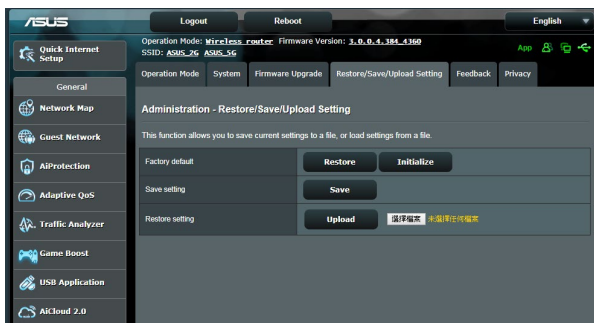 ASUS
Logout
Reboot
English
Quick Internet
Setup
Operation Mode: Wireless router Firmware Version: 3.0.0.4.384_4360
SSID: ASUS_2G ASUS_5G
App
Operation Mode
System
Firmware Upgrade
Restore/Save/Upload Setting
Feedback
Privacy
General
Network Map
Guest Network
AiProtection
Adaptive QoS
Traffic Analyzer
Game Boost
USB Application
AiCloud 2.0
Administration - Restore/Save/Upload Setting
This function allows you to save current settings to a file, or load settings from a file.
Factory default
Restore
Initialize
Save setting
Save
Restore setting
Upload
選擇檔案 未選擇任何檔案